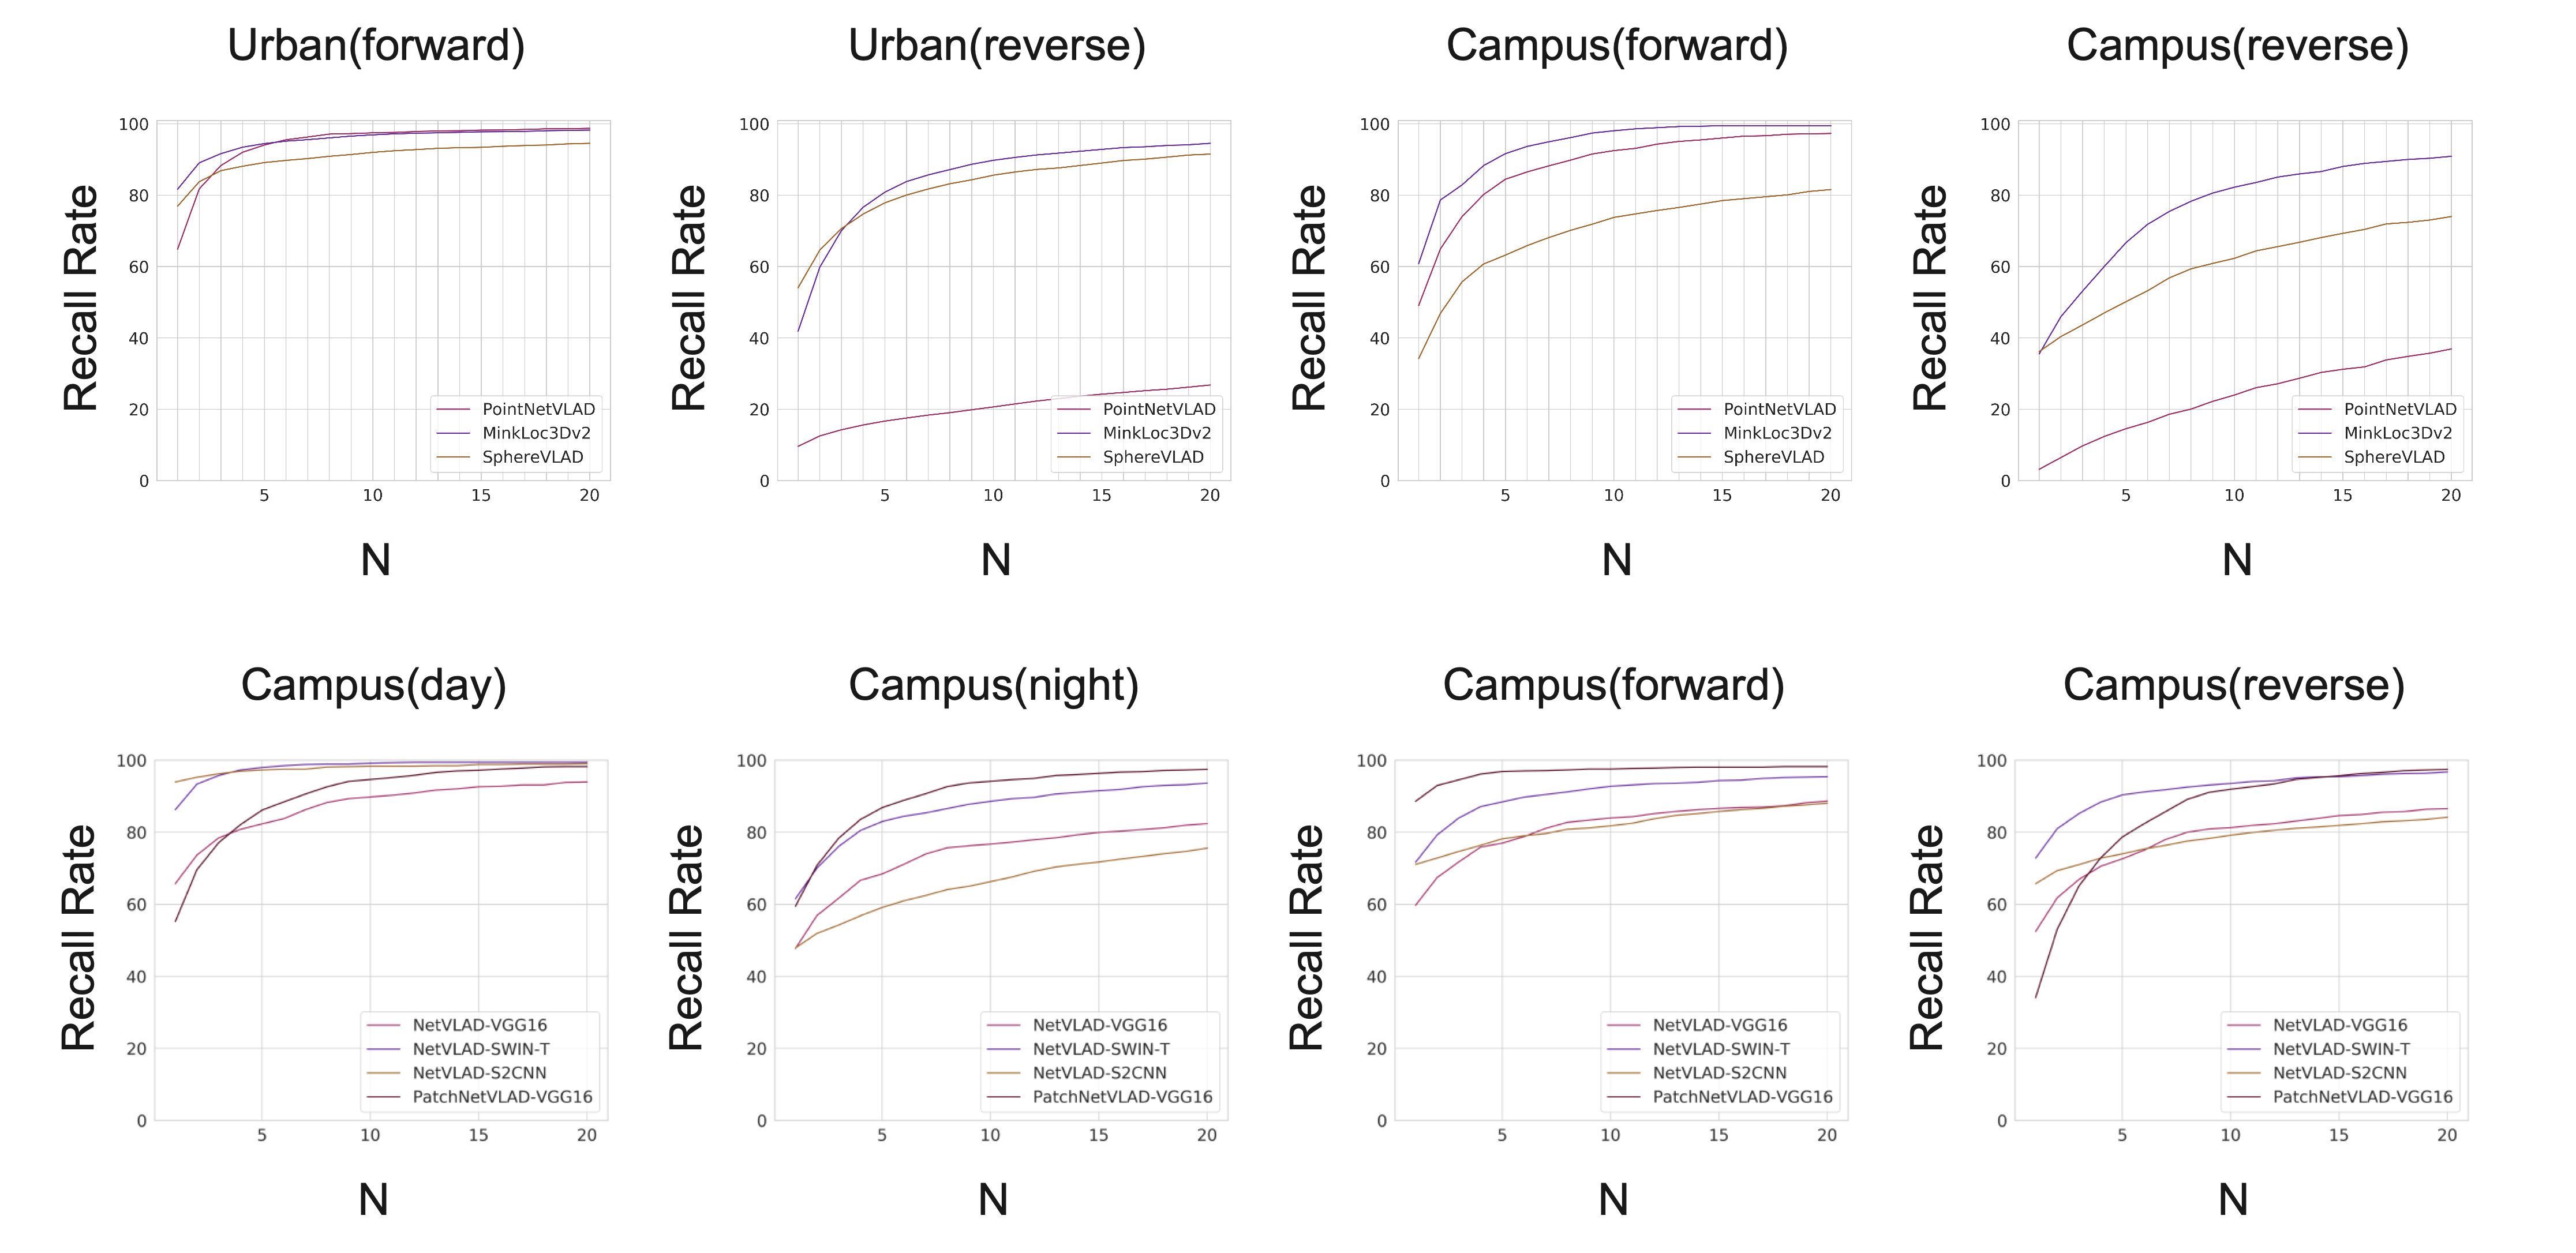 Urban(forward)
100
80
60
40
20
0
Recall Rate
PointNetVLAD
MinkLoc3Dv2
SphereVLAD
5 10 15 20
N
Urban(reverse)
100
80
60
40
20
0
Recall Rate
PointNetVLAD
MinkLoc3Dv2
SphereVLAD
5 10 15 20
N
Campus(forward)
100
80
60
40
20
0
Recall Rate
PointNetVLAD
MinkLoc3Dv2
SphereVLAD
5 10 15 20
N
Campus(reverse)
100
80
60
40
20
0
Recall Rate
PointNetVLAD
MinkLoc3Dv2
SphereVLAD
5 10 15 20
N
Campus(day)
100
80
60
40
20
0
Recall Rate
NetVLAD-VGG16
NetVLAD-SWIN-T
NetVLAD-S2CNN
PatchNetVLAD-VGG16
5 10 15 20
N
Campus(night)
100
80
60
40
20
0
Recall Rate
NetVLAD-VGG16
NetVLAD-SWIN-T
NetVLAD-S2CNN
PatchNetVLAD-VGG16
5 10 15 20
N
Campus(forward)
100
80
60
40
20
0
Recall Rate
NetVLAD-VGG16
NetVLAD-SWIN-T
NetVLAD-S2CNN
PatchNetVLAD-VGG16
5 10 15 20
N
Campus(reverse)
100
80
60
40
20
0
Recall Rate
NetVLAD-VGG16
NetVLAD-SWIN-T
NetVLAD-S2CNN
PatchNetVLAD-VGG16
5 10 15 20
N